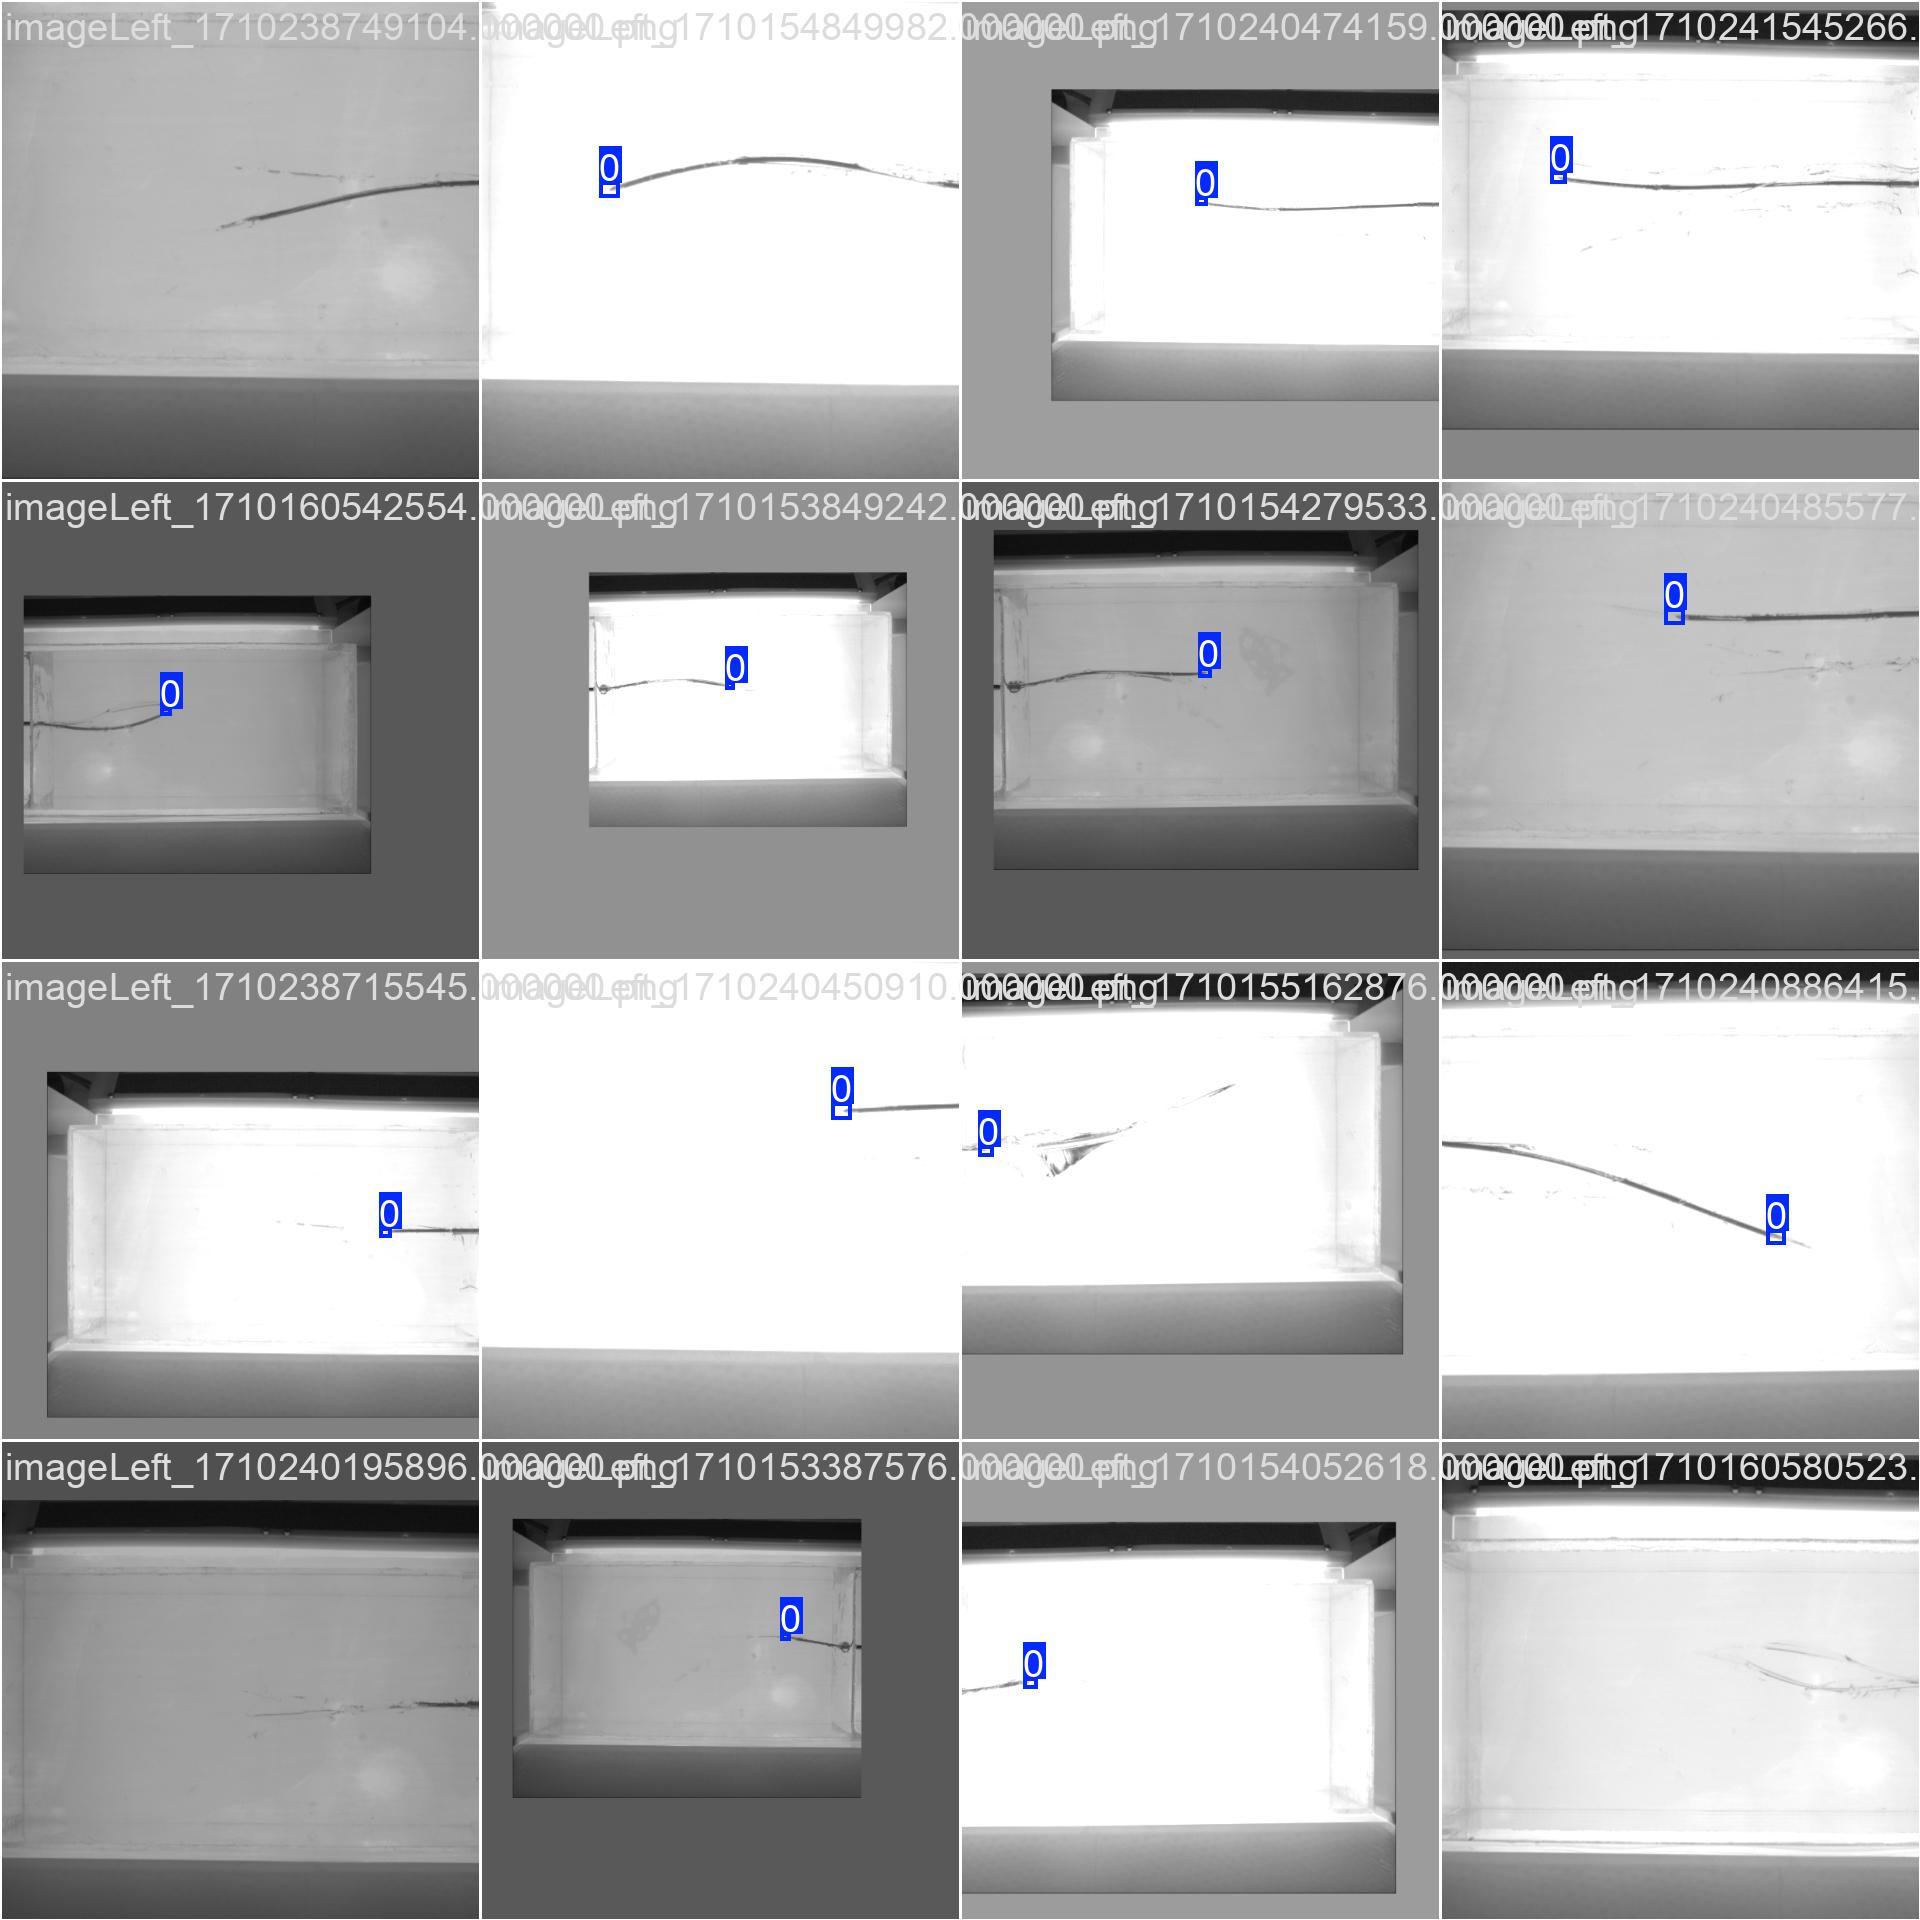 imageLeft_1710238749104.000000.png
imageLeft_1710154849982.000000.png
imageLeft_1710240474159.000000.png
imageLeft_1710241545266.
0
0
0
imageLeft_1710160542554.000000.png
imageLeft_1710153849242.000000.png
imageLeft_1710154279533.000000.png
imageLeft_1710240485577.
0
0
0
0
imageLeft_1710238715545.000000.png
imageLeft_1710240450910.000000.png
imageLeft_1710155162876.000000.png
imageLeft_1710240886415.
0
0
0
0
imageLeft_1710240195896.000000.png
imageLeft_1710153387576.000000.png
imageLeft_1710154052618.000000.png
imageLeft_1710160580523.
0
0